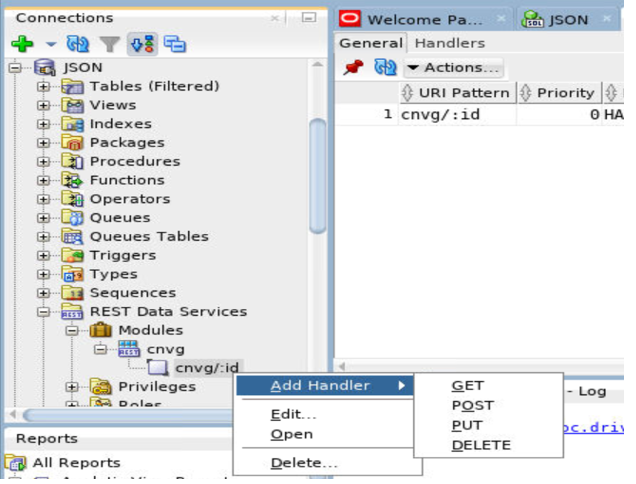 Connections
JSON
Tables (Filtered)
Views
Indexes
Packages
Procedures
Functions
Operators
Queues
Queues Tables
Triggers
Types
Sequences
REST Data Services
Modules
cnvg
cnvg/:id
Privileges
Roles
Reports
All Reports
Welcome Pa...
JSON
General Handlers
Actions...
URI Pattern Priority
1 cnvg/:id 0 HA
Add Handler
Edit...
Open
Delete...
GET
POST
PUT
DELETE
- Log
oc.driv